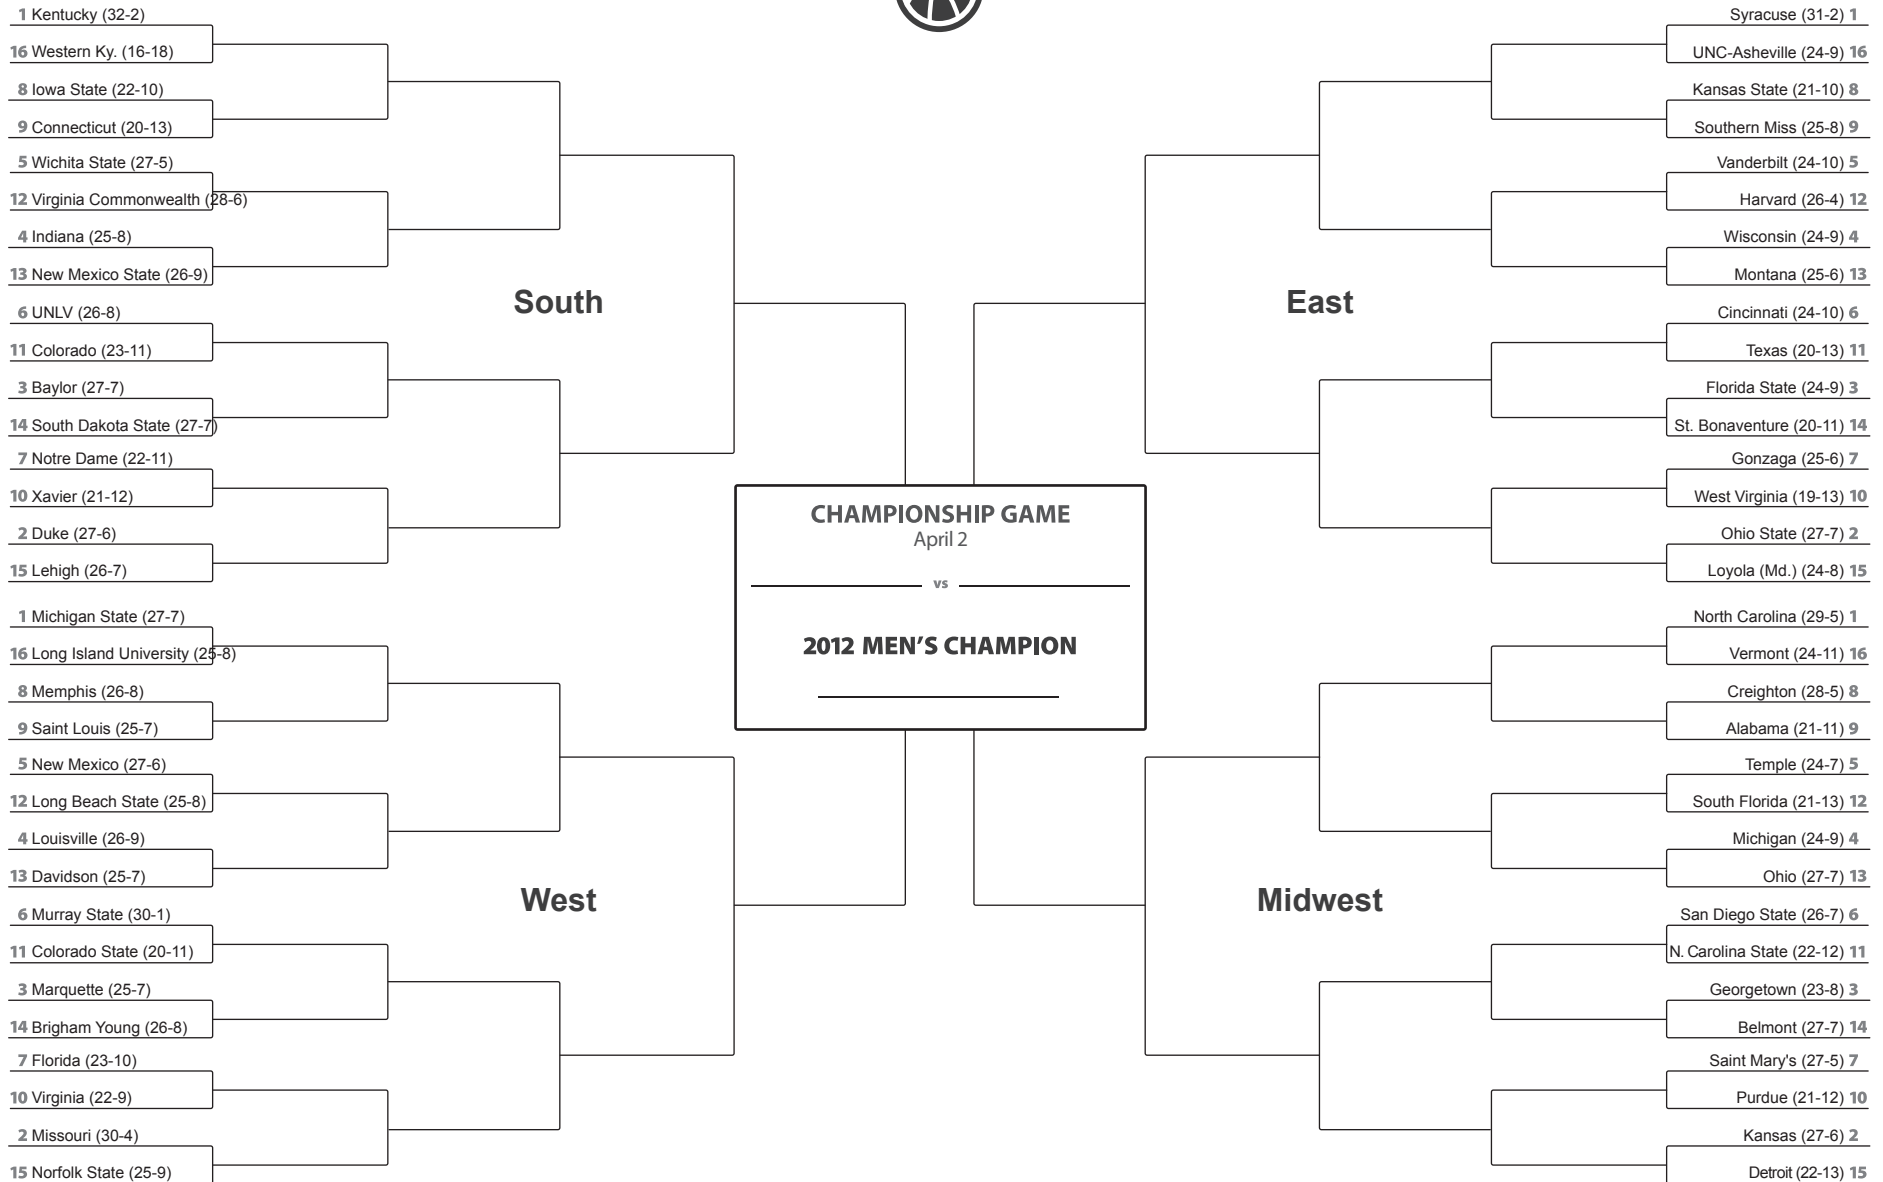 1 Kentucky (32-2)
16 Western Ky. (16-18)
8 Iowa State (22-10)
9 Connecticut (20-13)
5 Wichita State (27-5)
12 Virginia Commonwealth (28-6)
4 Indiana (25-8)
13 New Mexico State (26-9)
6 UNLV (26-8)
11 Colorado (23-11)
3 Baylor (27-7)
14 South Dakota State (27-7)
7 Notre Dame (22-11)
10 Xavier (21-12)
2 Duke (27-6)
15 Lehigh (26-7)
South
1 Michigan State (27-7)
16 Long Island University (25-8)
8 Memphis (26-8)
9 Saint Louis (25-7)
5 New Mexico (27-6)
12 Long Beach State (25-8)
4 Louisville (26-9)
13 Davidson (25-7)
6 Murray State (30-1)
11 Colorado State (20-11)
3 Marquette (25-7)
14 Brigham Young (26-8)
7 Florida (23-10)
10 Virginia (22-9)
2 Missouri (30-4)
15 Norfolk State (25-9)
West
CHAMPIONSHIP GAME
April 2
vs
2012 MEN'S CHAMPION
Syracuse (31-2) 1
UNC-Asheville (24-9) 16
Kansas State (21-10) 8
Southern Miss (25-8) 9
Vanderbilt (24-10) 5
Harvard (26-4) 12
Wisconsin (24-9) 4
Montana (25-6) 13
Cincinnati (24-10) 6
Texas (20-13) 11
Florida State (24-9) 3
St. Bonaventure (20-11) 14
Gonzaga (25-6) 7
West Virginia (19-13) 10
Ohio State (27-7) 2
Loyola (Md.) (24-8) 15
East
North Carolina (29-5) 1
Vermont (24-11) 16
Creighton (28-5) 8
Alabama (21-11) 9
Temple (24-7) 5
South Florida (21-13) 12
Michigan (24-9) 4
Ohio (27-7) 13
San Diego State (26-7) 6
N. Carolina State (22-12) 11
Georgetown (23-8) 3
Belmont (27-7) 14
Saint Mary's (27-5) 7
Purdue (21-12) 10
Kansas (27-6) 2
Detroit (22-13) 15
Midwest